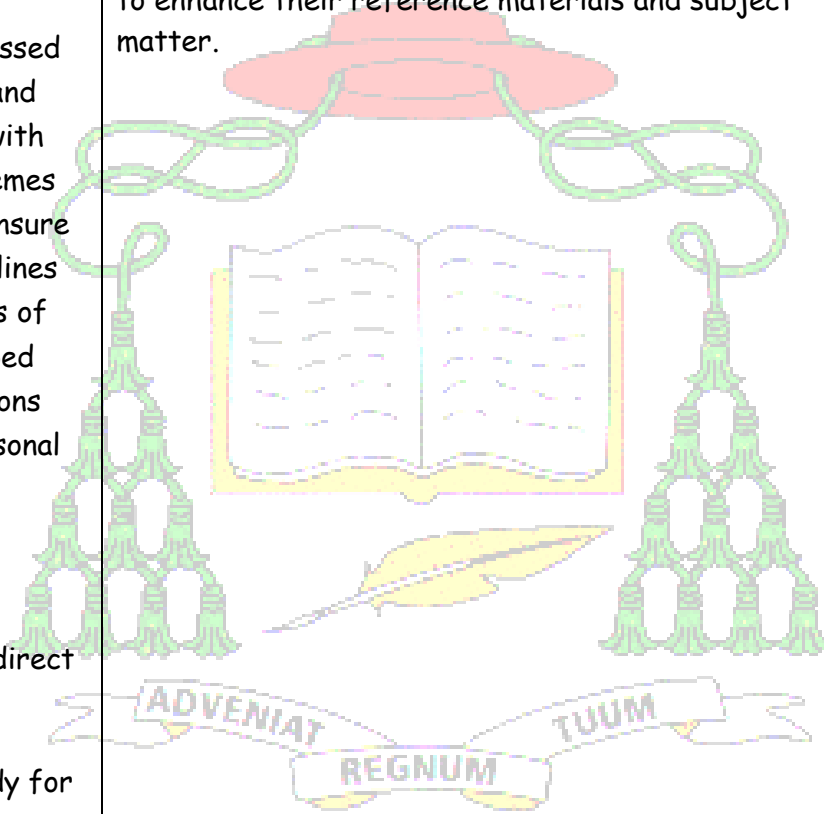 ssed
and
with
emes
nsure
lines
s of
ed
ons
sonal
direct
dy for
to enhance their reference materials and subject
matter.
ADVENIAT
REGNUM
TUUM